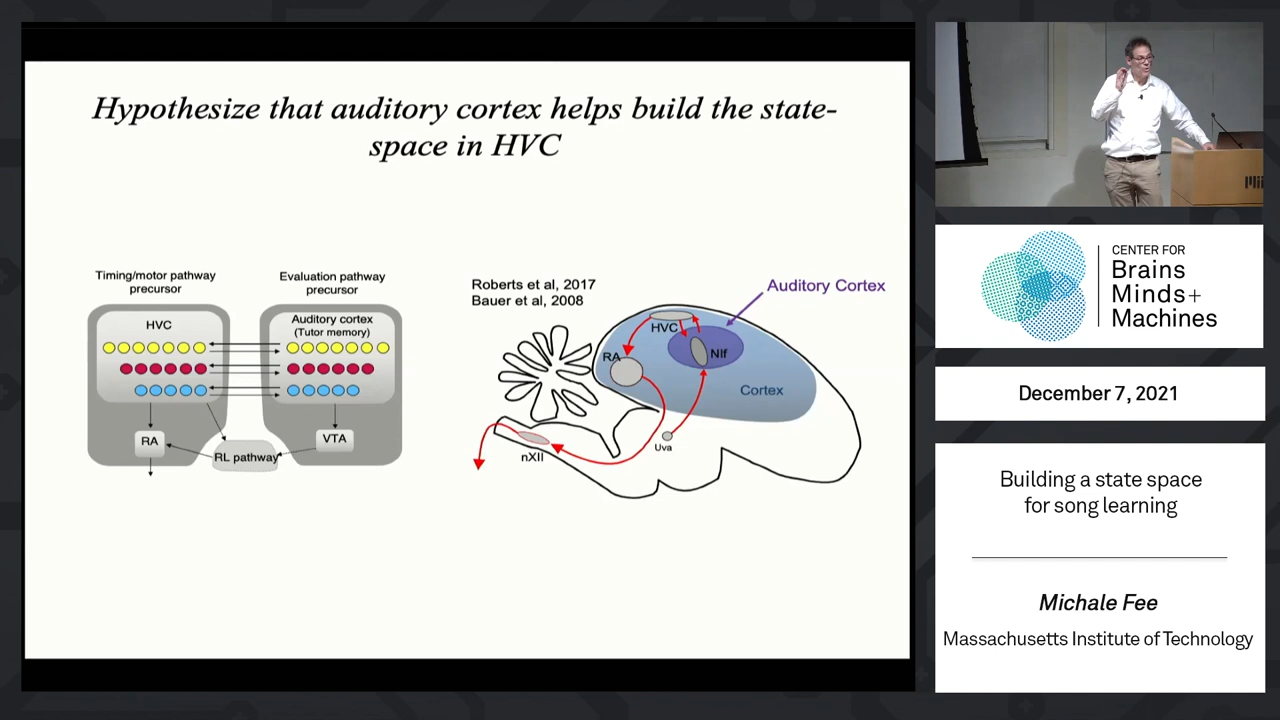 Hypothesize that auditory cortex helps build the state-
space in HVC
Timing/motor pathway
precursor
Evaluation pathway
precursor
HVC
Auditory cortex
(Tutor memory)
RA
VTA
RL pathway
Roberts et al, 2017
Bauer et al, 2008
Auditory Cortex
HVC
RA
NIf
Cortex
Uva
nXII
CENTER FOR
Brains
Minds+
Machines
December 7, 2021
Building a state space
for song learning
Michale Fee
Massachusetts Institute of Technology